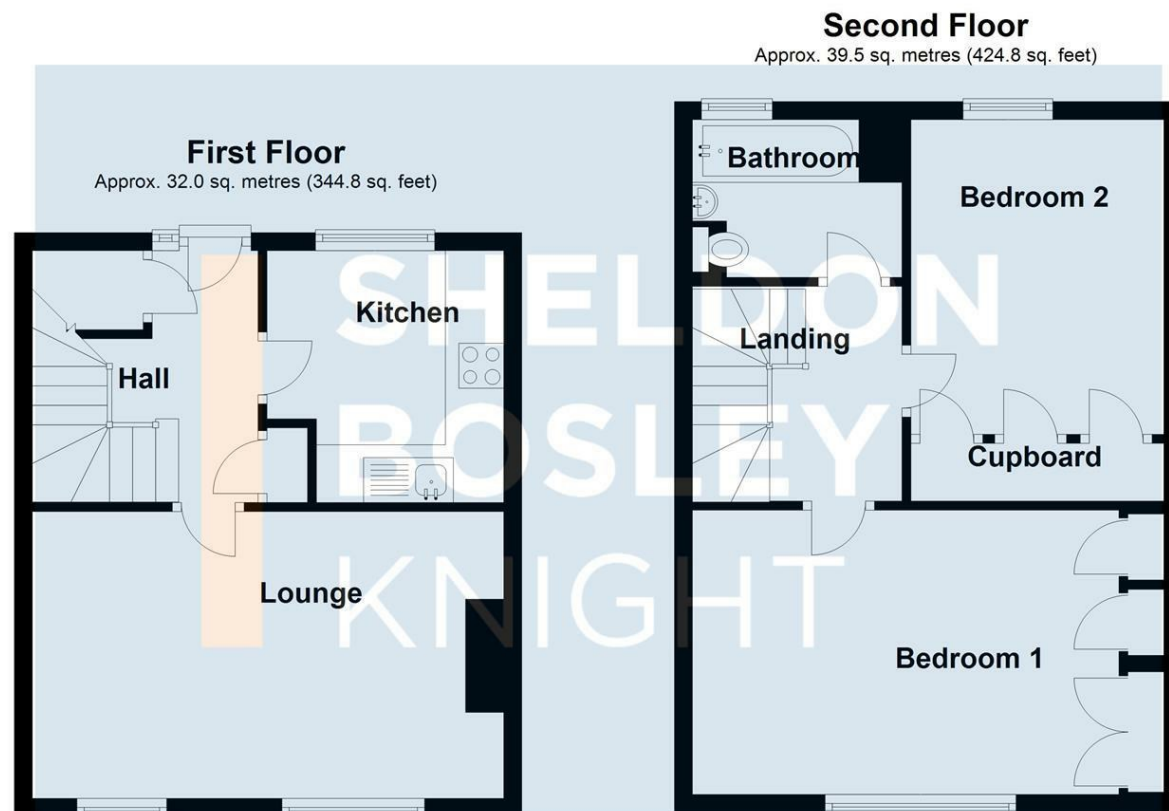 Second Floor
Approx. 39.5 sq. metres (424.8 sq. feet)
First Floor
Approx. 32.0 sq. metres (344.8 sq. feet)
Bathroom
Bedroom 2
Kitchen
Landing
Hall
Cupboard
Lounge
Bedroom 1
SHELDON
BOSLEY
KNIGHT